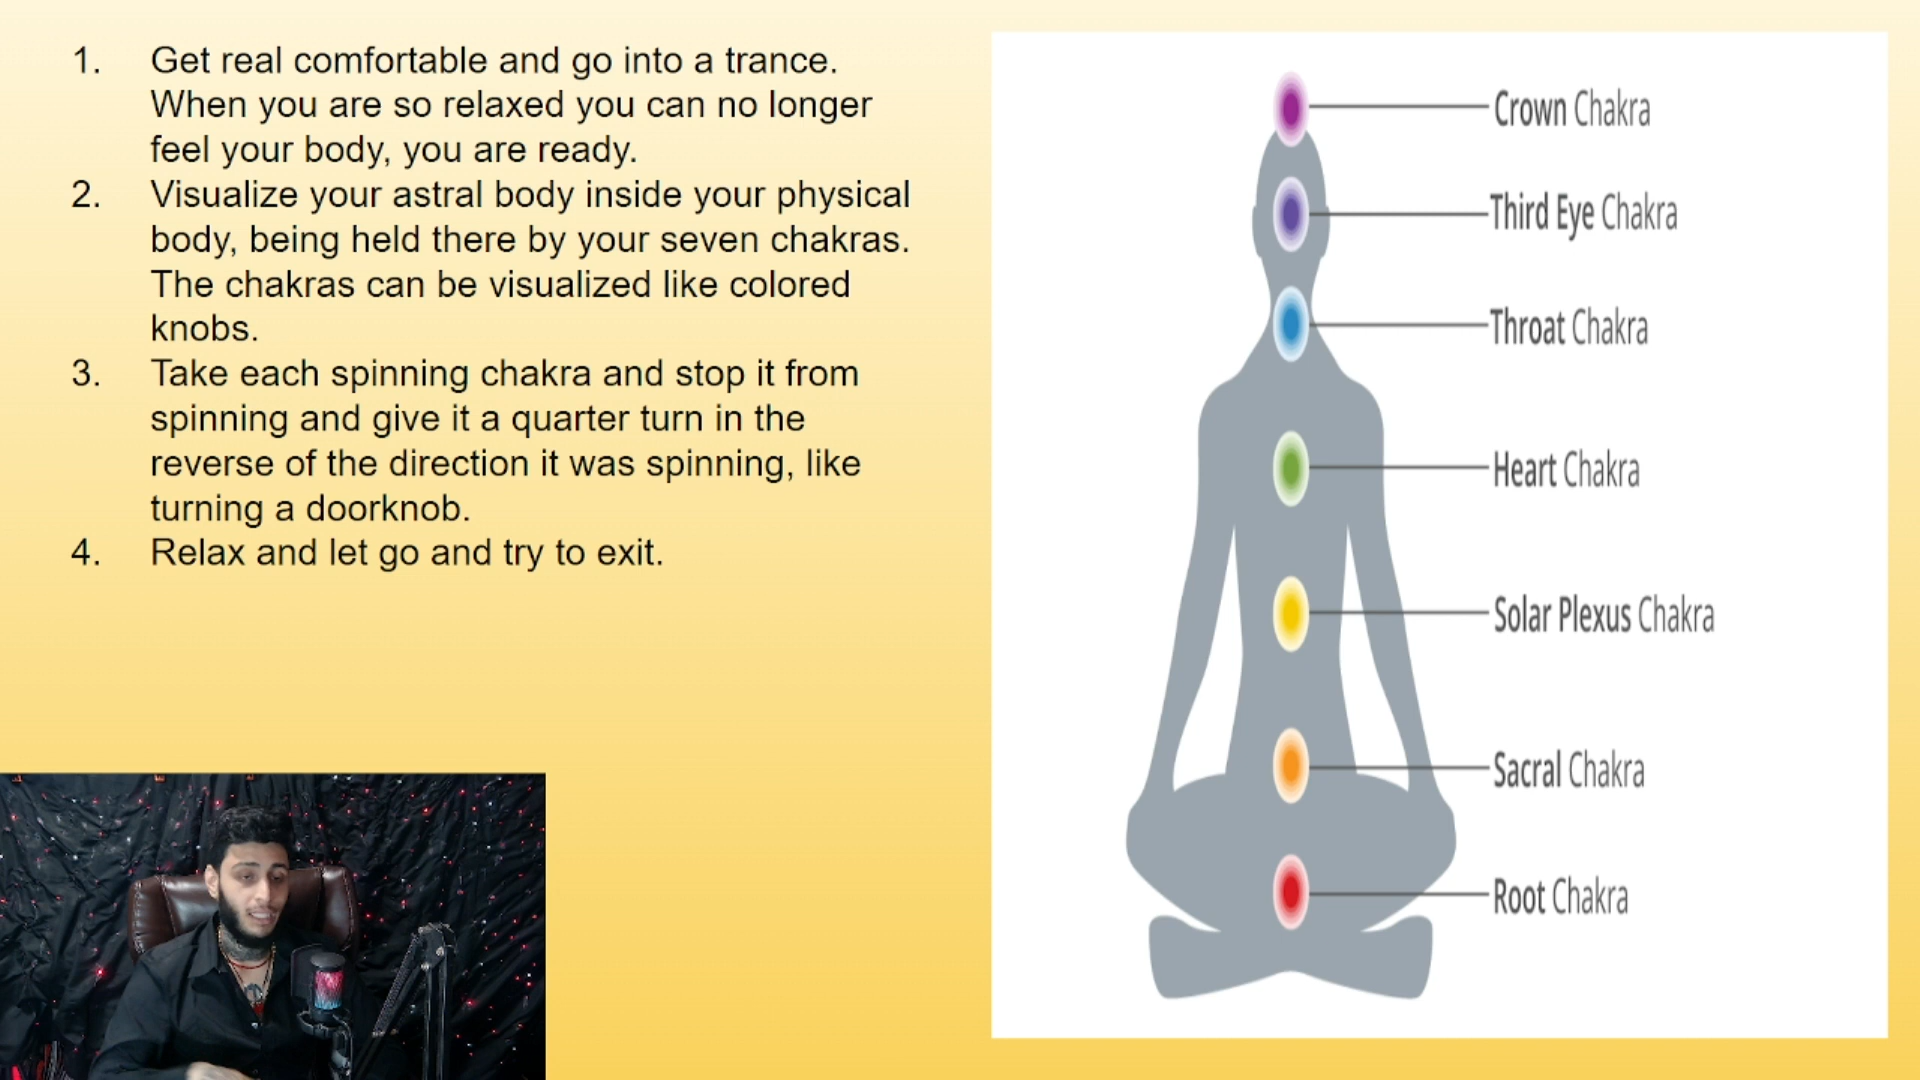 1. Get real comfortable and go into a trance.
When you are so relaxed you can no longer
feel your body, you are ready.
2. Visualize your astral body inside your physical
body, being held there by your seven chakras.
The chakras can be visualized like colored
knobs.
3. Take each spinning chakra and stop it from
spinning and give it a quarter turn in the
reverse of the direction it was spinning, like
turning a doorknob.
4. Relax and let go and try to exit.
Crown Chakra
Third Eye Chakra
Throat Chakra
Heart Chakra
Solar Plexus Chakra
Sacral Chakra
Root Chakra